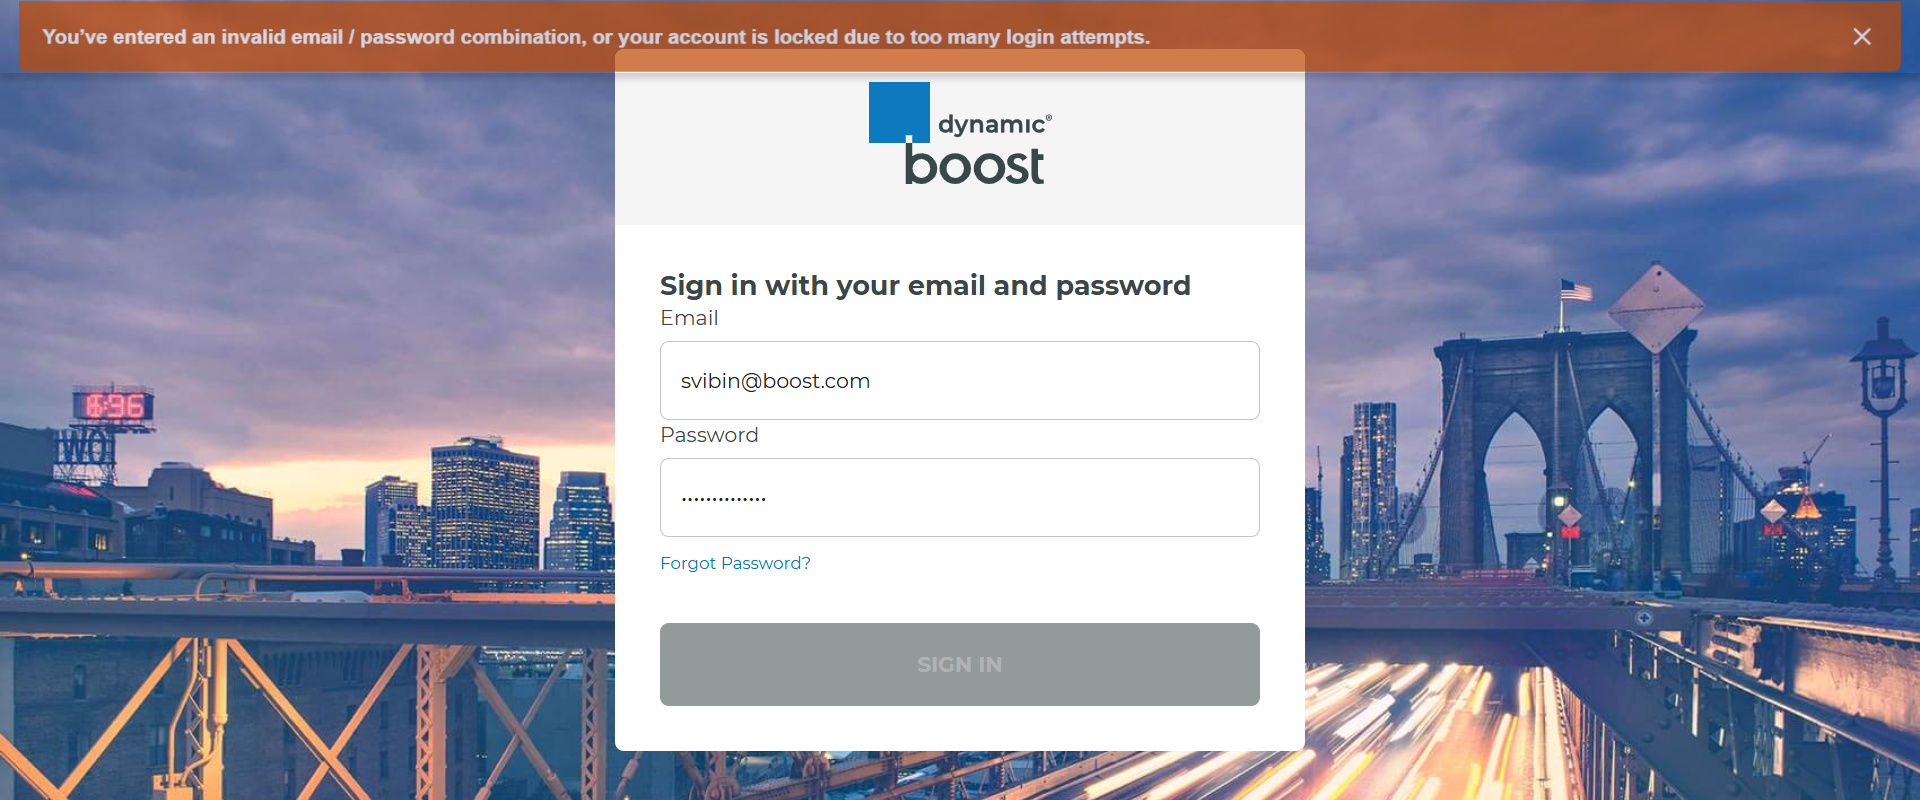 You’ve entered an invalid email / password combination, or your account is locked due to too many login attempts.
dynamic®
boost
Sign in with your email and password
Email
svibin@boost.com
Password
Forgot Password?
SIGN IN